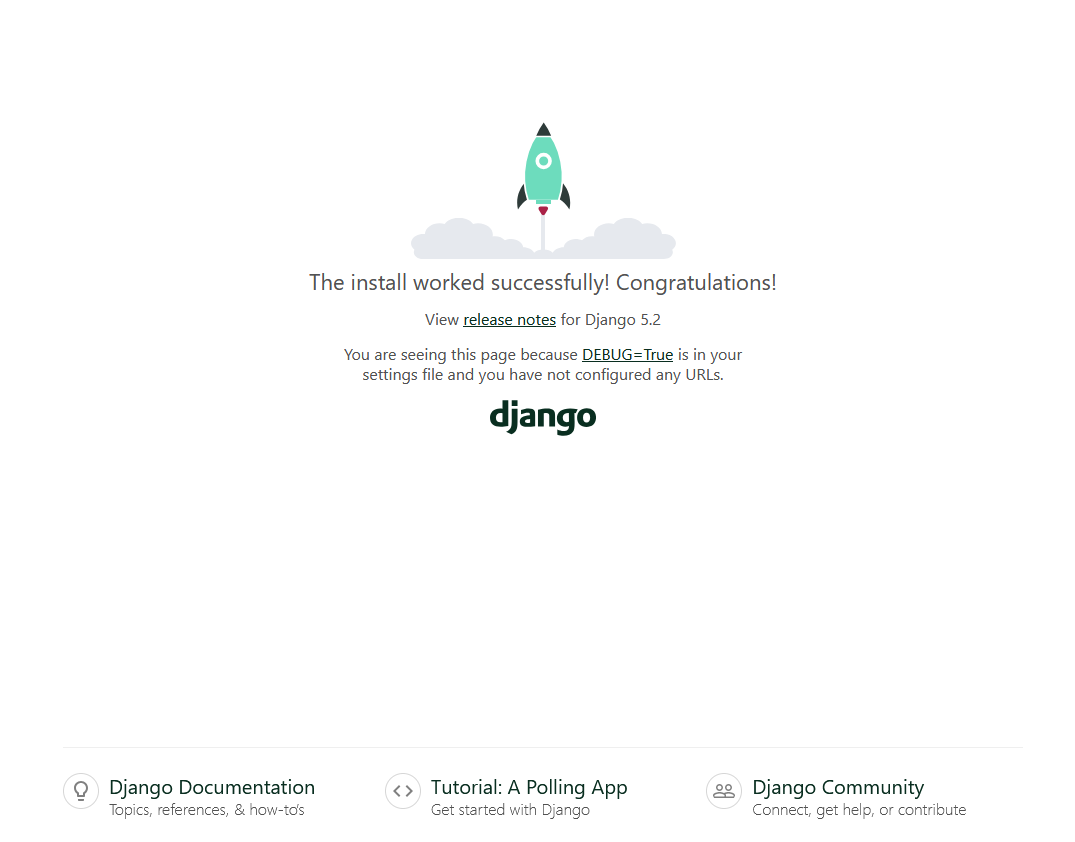 The install worked successfully! Congratulations!
View release notes for Django 5.2
You are seeing this page because DEBUG=True is in your
settings file and you have not configured any URLs.
django
Django Documentation
Topics, references, & how-to's
Tutorial: A Polling App
Get started with Django
Django Community
Connect, get help, or contribute